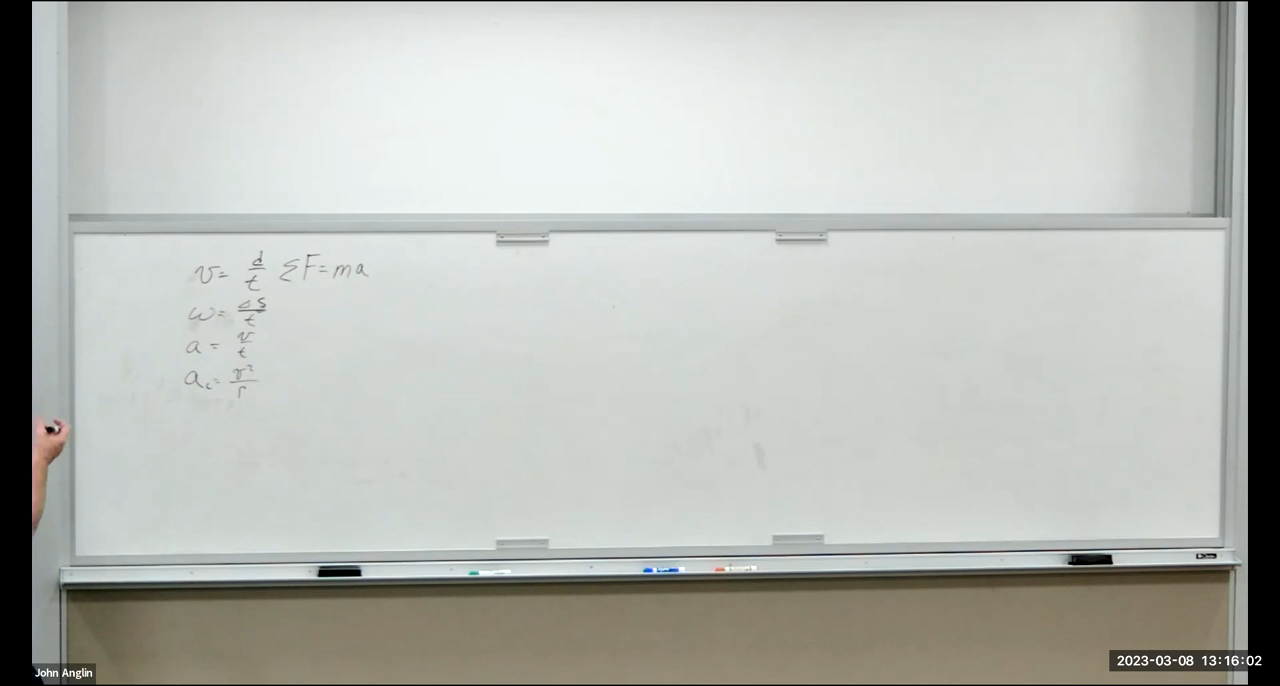 v = d/t ΣF = ma
ω = ΔS/t
a = v/t
a_c = v²/r
John Anglin
2023-03-08 13:16:02